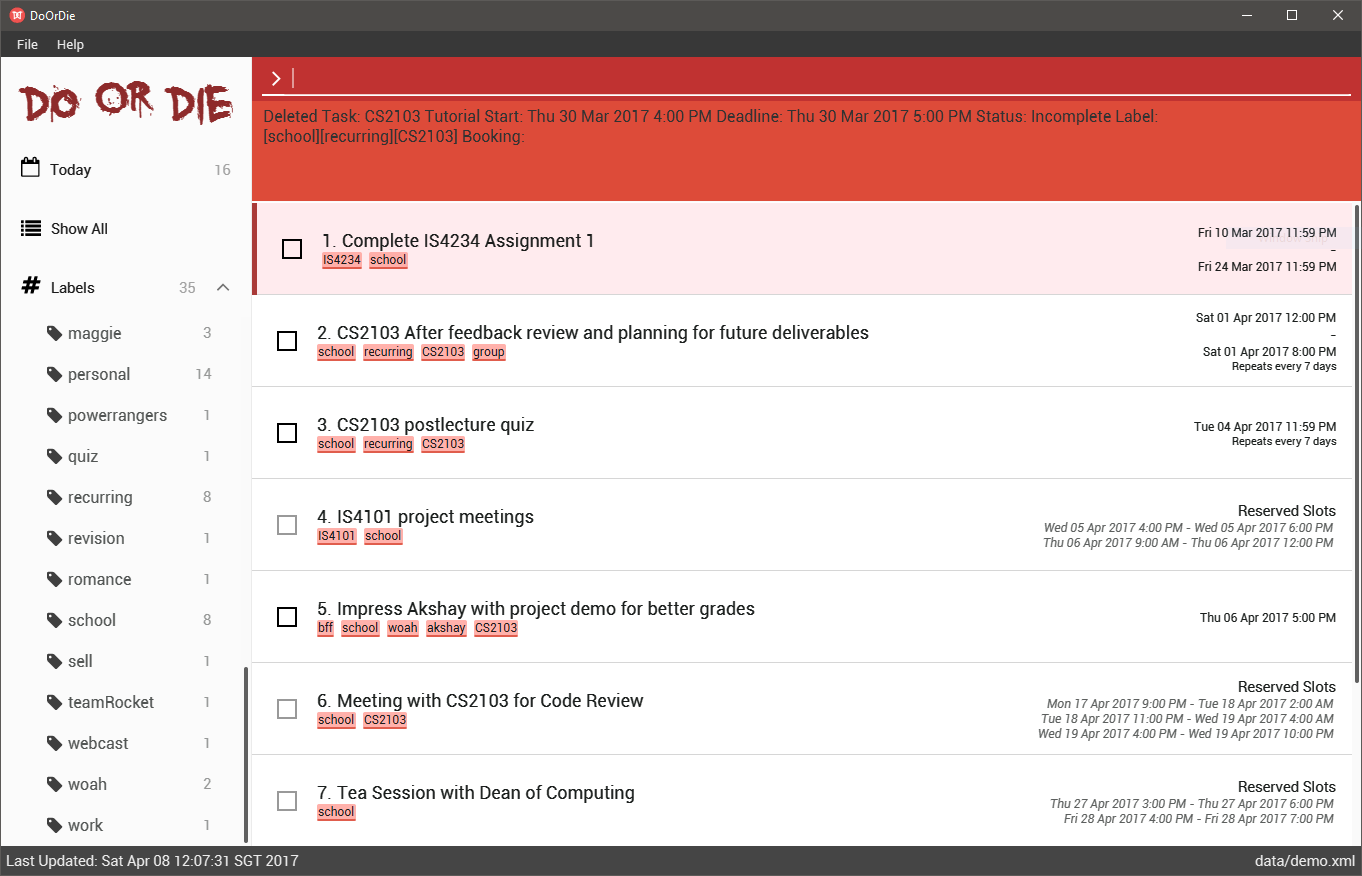 DoOrDie
File Help
DO OR DIE
Today 16
Show All
# Labels 35
maggie 3
personal 14
powerrangers 1
quiz 1
recurring 8
revision 1
romance 1
school 8
sell 1
teamRocket 1
webcast 1
woah 2
work 1
>
Deleted Task: CS2103 Tutorial Start: Thu 30 Mar 2017 4:00 PM Deadline: Thu 30 Mar 2017 5:00 PM Status: Incomplete Label:
[school][recurring][CS2103] Booking:
1. Complete IS4234 Assignment 1
IS4234 school
Fri 10 Mar 2017 11:59 PM
-
Fri 24 Mar 2017 11:59 PM
2. CS2103 After feedback review and planning for future deliverables
school recurring CS2103 group
Sat 01 Apr 2017 12:00 PM
-
Sat 01 Apr 2017 8:00 PM
Repeats every 7 days
3. CS2103 postlecture quiz
school recurring CS2103
Tue 04 Apr 2017 11:59 PM
Repeats every 7 days
4. IS4101 project meetings
IS4101 school
Reserved Slots
Wed 05 Apr 2017 4:00 PM - Wed 05 Apr 2017 6:00 PM
Thu 06 Apr 2017 9:00 AM - Thu 06 Apr 2017 12:00 PM
5. Impress Akshay with project demo for better grades
bff school woah akshay CS2103
Thu 06 Apr 2017 5:00 PM
6. Meeting with CS2103 for Code Review
school CS2103
Reserved Slots
Mon 17 Apr 2017 9:00 PM - Tue 18 Apr 2017 2:00 AM
Tue 18 Apr 2017 11:00 PM - Wed 19 Apr 2017 4:00 AM
Wed 19 Apr 2017 4:00 PM - Wed 19 Apr 2017 10:00 PM
7. Tea Session with Dean of Computing
school
Reserved Slots
Thu 27 Apr 2017 3:00 PM - Thu 27 Apr 2017 6:00 PM
Fri 28 Apr 2017 4:00 PM - Fri 28 Apr 2017 7:00 PM
Last Updated: Sat Apr 08 12:07:31 SGT 2017
data/demo.xml